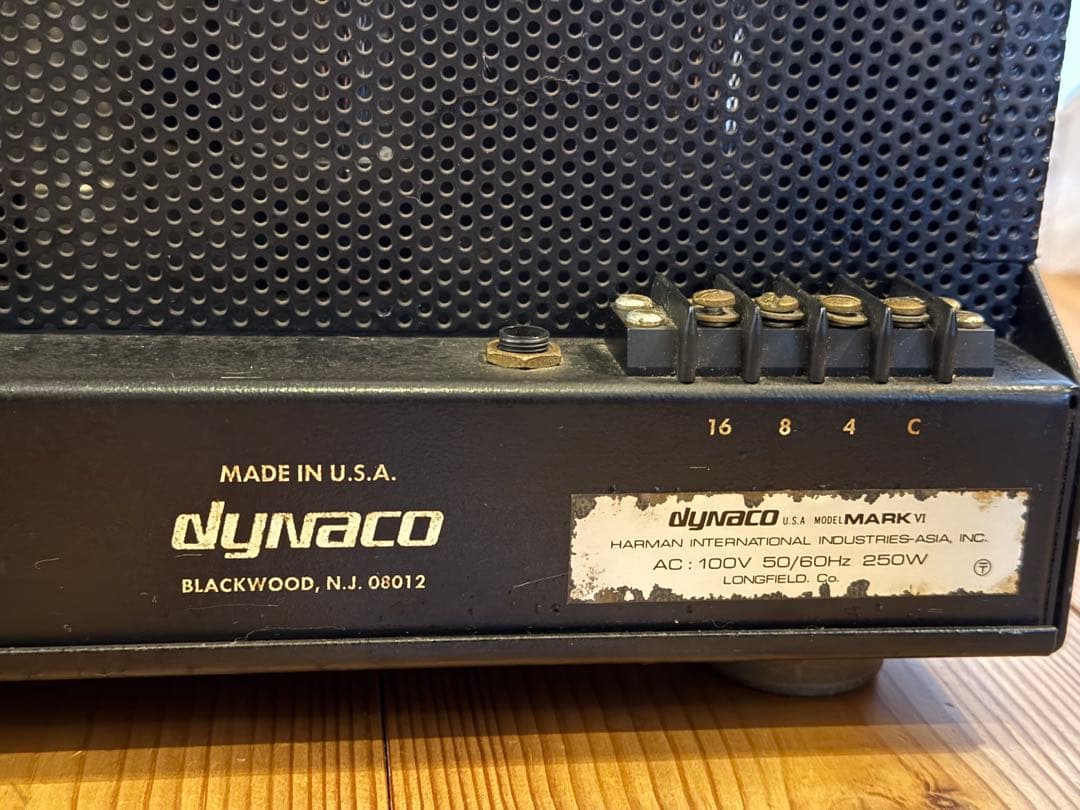 16 8 4 C
MADE IN U.S.A.
dynaco
BLACKWOOD, N.J. 08012
dynaco U.S.A MODEL MARK VI
HARMAN INTERNATIONAL INDUSTRIES-ASIA, INC.
AC : 100V 50/60Hz 250W
LONGFIELD. Co.
〒